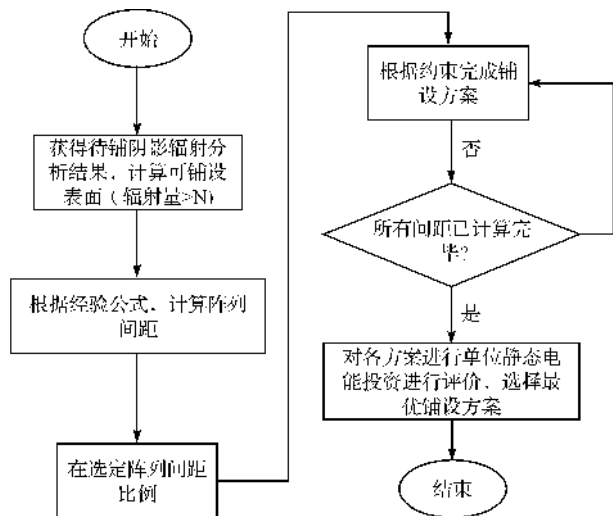 开始
获得待铺阴影辐射分
析结果、计算可铺设
表面（辐射量>N)
根据经验公式、计算阵列
间距
在选定阵列间距
比例
根据约束完成铺
设方案
否
所有间距已计算完
毕?
是
对各方案进行单位静态电
能投资进行评价、选择最
优铺设方案
结束